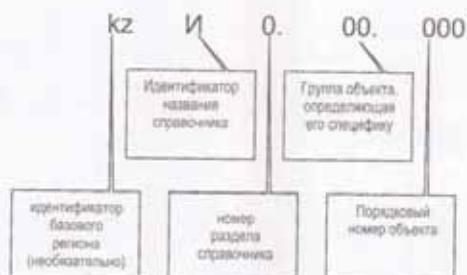 kz И 0. 00. 000
Идентификатор
названия
справочника
Группа объекта,
определяющая
его специфику
идентификатор
базового
региона
(необязательно)
номер
раздела
справочника
Порядковый
номер объекта